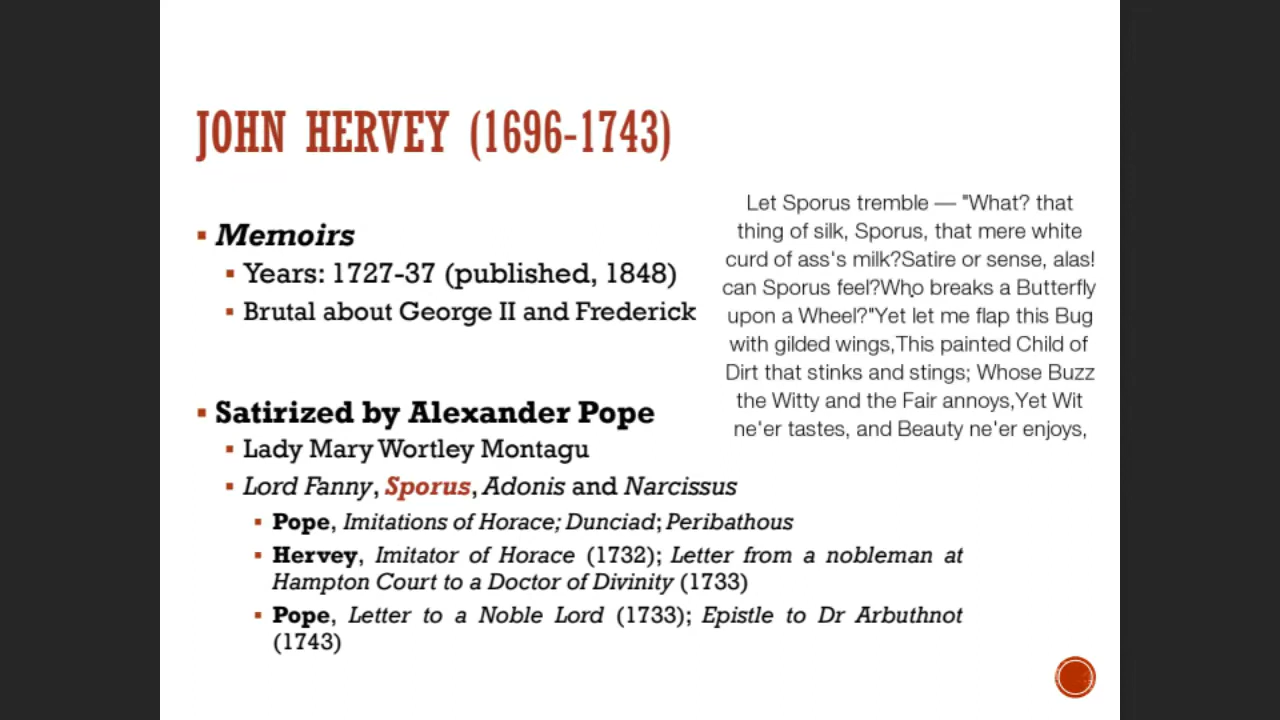 JOHN HERVEY (1696-1743)
▪ Memoirs
▪ Years: 1727-37 (published, 1848)
▪ Brutal about George II and Frederick
▪ Satirized by Alexander Pope
▪ Lady Mary Wortley Montagu
▪ Lord Fanny, Sporus, Adonis and Narcissus
▪ Pope, Imitations of Horace; Dunciad; Peribathous
▪ Hervey, Imitator of Horace (1732); Letter from a nobleman at
Hampton Court to a Doctor of Divinity (1733)
▪ Pope, Letter to a Noble Lord (1733); Epistle to Dr Arbuthnot
(1743)
Let Sporus tremble — "What? that
thing of silk, Sporus, that mere white
curd of ass's milk?Satire or sense, alas!
can Sporus feel?Who breaks a Butterfly
upon a Wheel?"Yet let me flap this Bug
with gilded wings,This painted Child of
Dirt that stinks and stings; Whose Buzz
the Witty and the Fair annoys,Yet Wit
ne'er tastes, and Beauty ne'er enjoys,